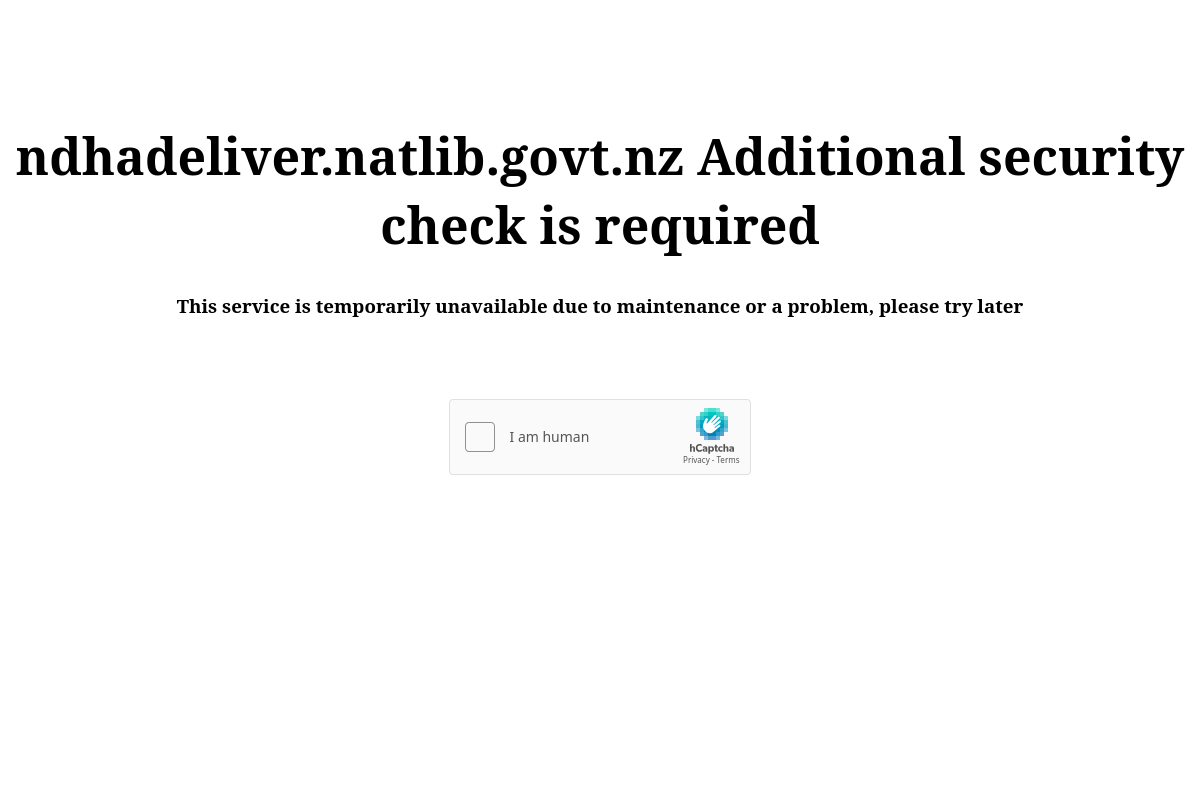 ndhadeliver.natlib.govt.nz Additional security
check is required
This service is temporarily unavailable due to maintenance or a problem, please try later
I am human
hCaptcha
Privacy - Terms